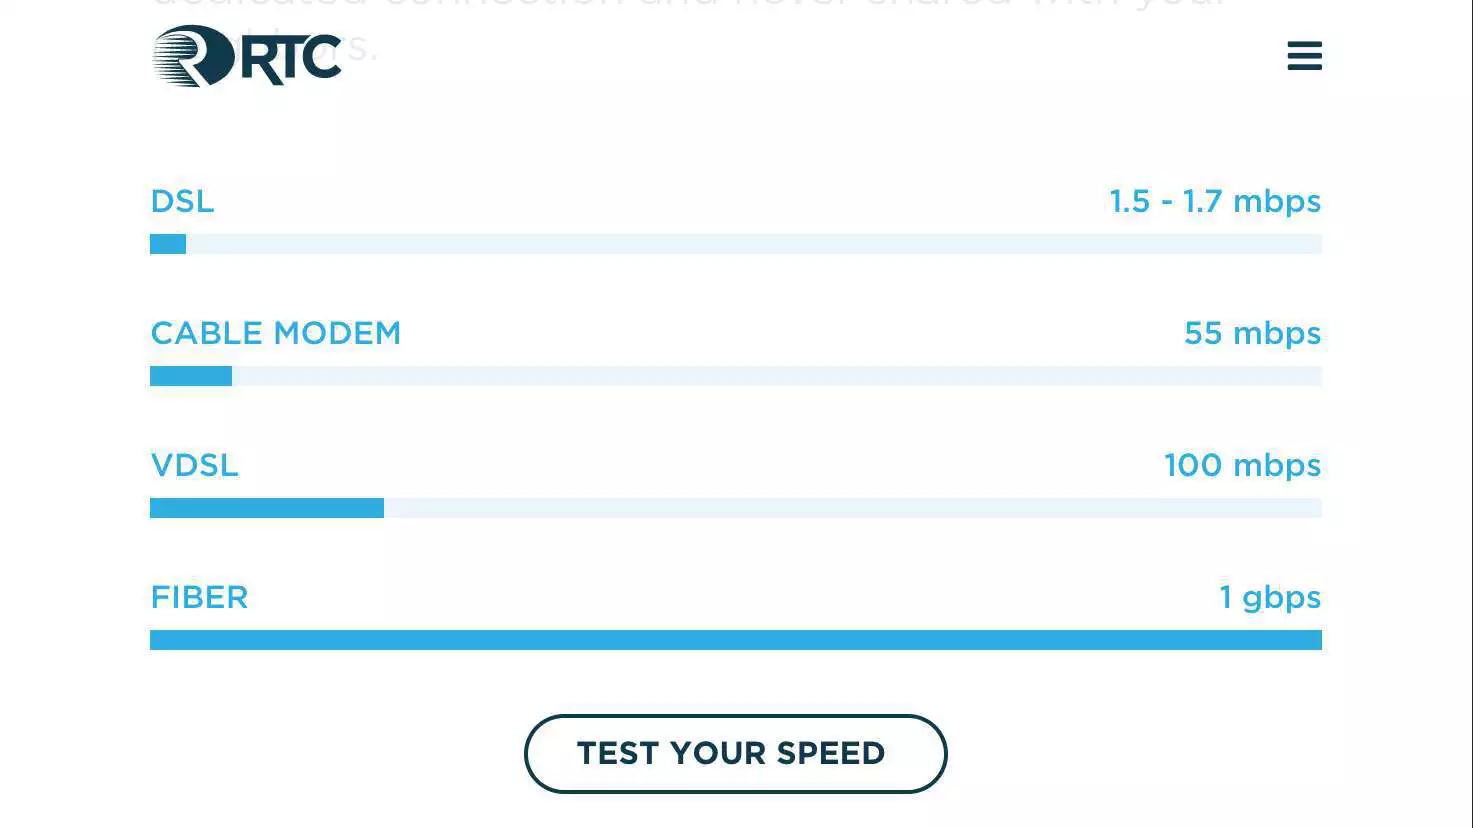 dedicated connection and never shared with your
RTC
DSL 1.5 - 1.7 mbps
CABLE MODEM 55 mbps
VDSL 100 mbps
FIBER 1 gbps
TEST YOUR SPEED